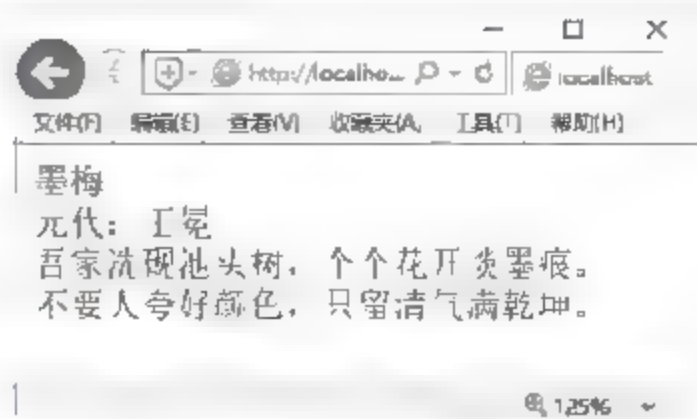 http://localho...
localhost
文件(F) 编辑(E) 查看(V) 收藏夹(A) 工具(T) 帮助(H)
墨梅
元代：王冕
吾家洗砚池头树，个个花开淡墨痕。
不要人夸好颜色，只留清气满乾坤。
125%